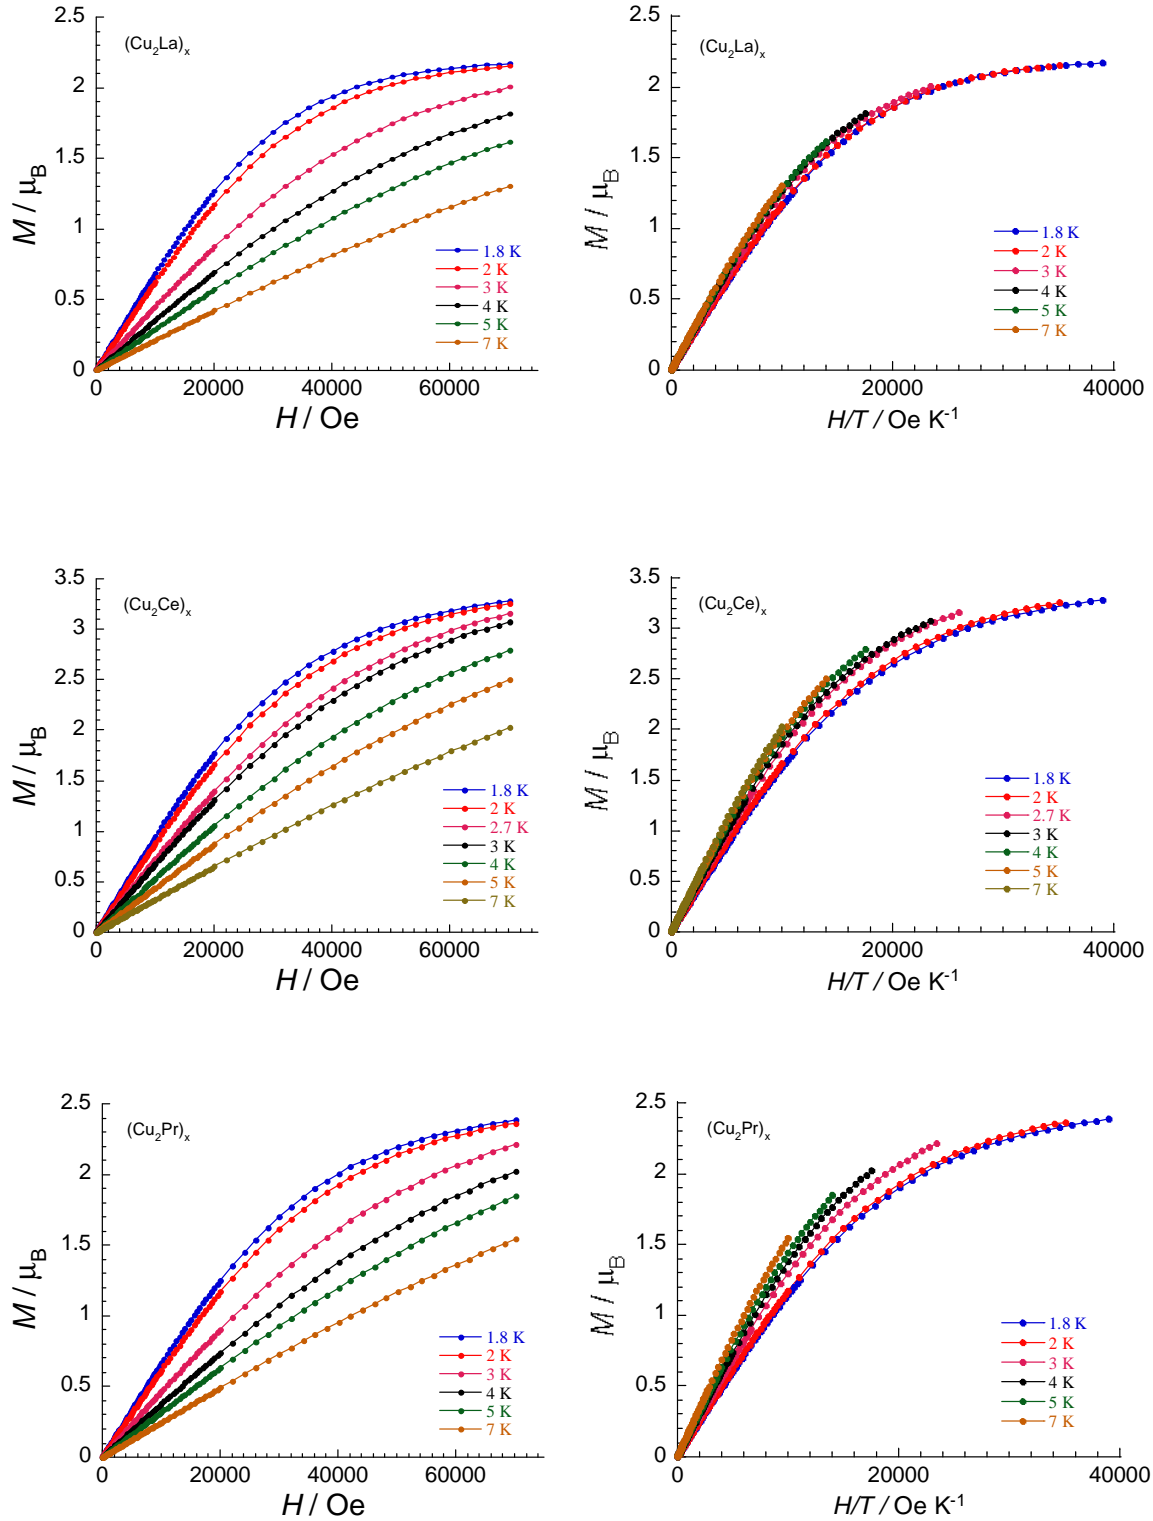 2.5
2
1.5
1
0.5
0
M / μB
(Cu2La)x
1.8 K
2 K
3 K
4 K
5 K
7 K
0 20000 40000 60000
H / Oe
2.5
2
1.5
1
0.5
0
M / μB
(Cu2La)x
1.8 K
2 K
3 K
4 K
5 K
7 K
0 20000 40000
H/T / Oe K-1
3.5
3
2.5
2
1.5
1
0.5
0
M / μB
(Cu2Ce)x
1.8 K
2 K
2.7 K
3 K
4 K
5 K
7 K
0 20000 40000 60000
H / Oe
3.5
3
2.5
2
1.5
1
0.5
0
M / μB
(Cu2Ce)x
1.8 K
2 K
2.7 K
3 K
4 K
5 K
7 K
0 20000 40000
H/T / Oe K-1
2.5
2
1.5
1
0.5
0
M / μB
(Cu2Pr)x
1.8 K
2 K
3 K
4 K
5 K
7 K
0 20000 40000 60000
H / Oe
2.5
2
1.5
1
0.5
0
M / μB
(Cu2Pr)x
1.8 K
2 K
3 K
4 K
5 K
7 K
0 20000 40000
H/T / Oe K-1